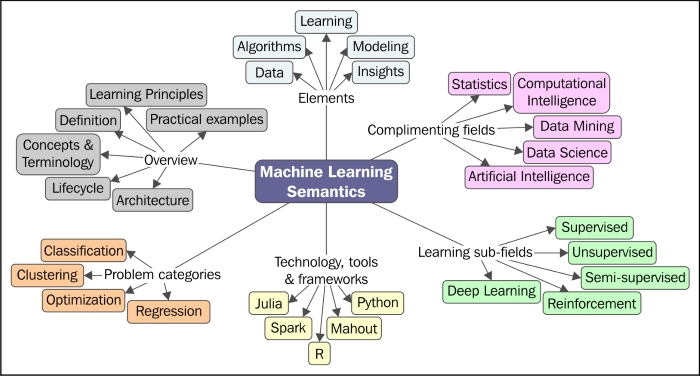 Learning
Algorithms
Modeling
Data
Insights
Elements
Learning Principles
Definition
Practical examples
Concepts &
Terminology
Overview
Lifecycle
Architecture
Statistics
Computational
Intelligence
Complimenting fields
Data Mining
Data Science
Artificial Intelligence
Machine Learning
Semantics
Classification
Clustering
Problem categories
Optimization
Regression
Technology, tools
& frameworks
Julia
Python
Spark
Mahout
R
Learning sub-fields
Supervised
Unsupervised
Semi-supervised
Deep Learning
Reinforcement